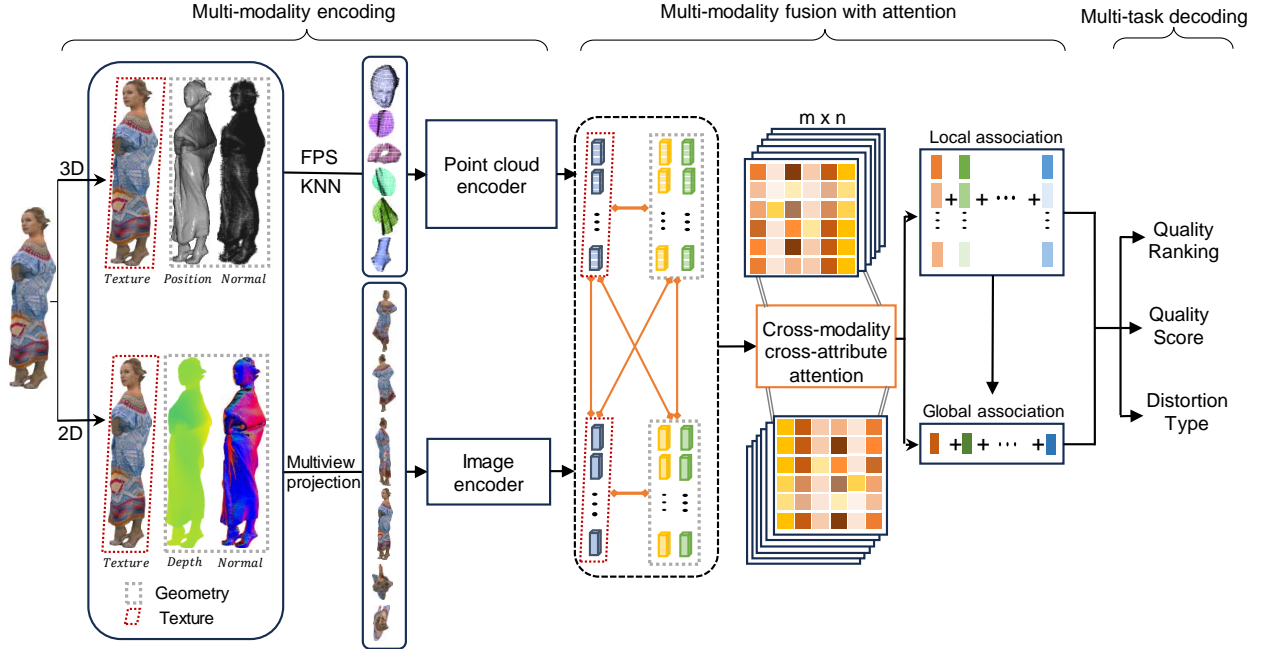 Multi-modality encoding
Multi-modality fusion with attention
Multi-task decoding
3D
Texture
Position
Normal
FPS
KNN
Point cloud
encoder
m x n
Local association
+
+
+
Cross-modality
cross-attribute
attention
Global association
+
+
+
Quality
Ranking
Quality
Score
Distortion
Type
2D
Texture
Depth
Normal
Multiview
projection
Image
encoder
Geometry
Texture